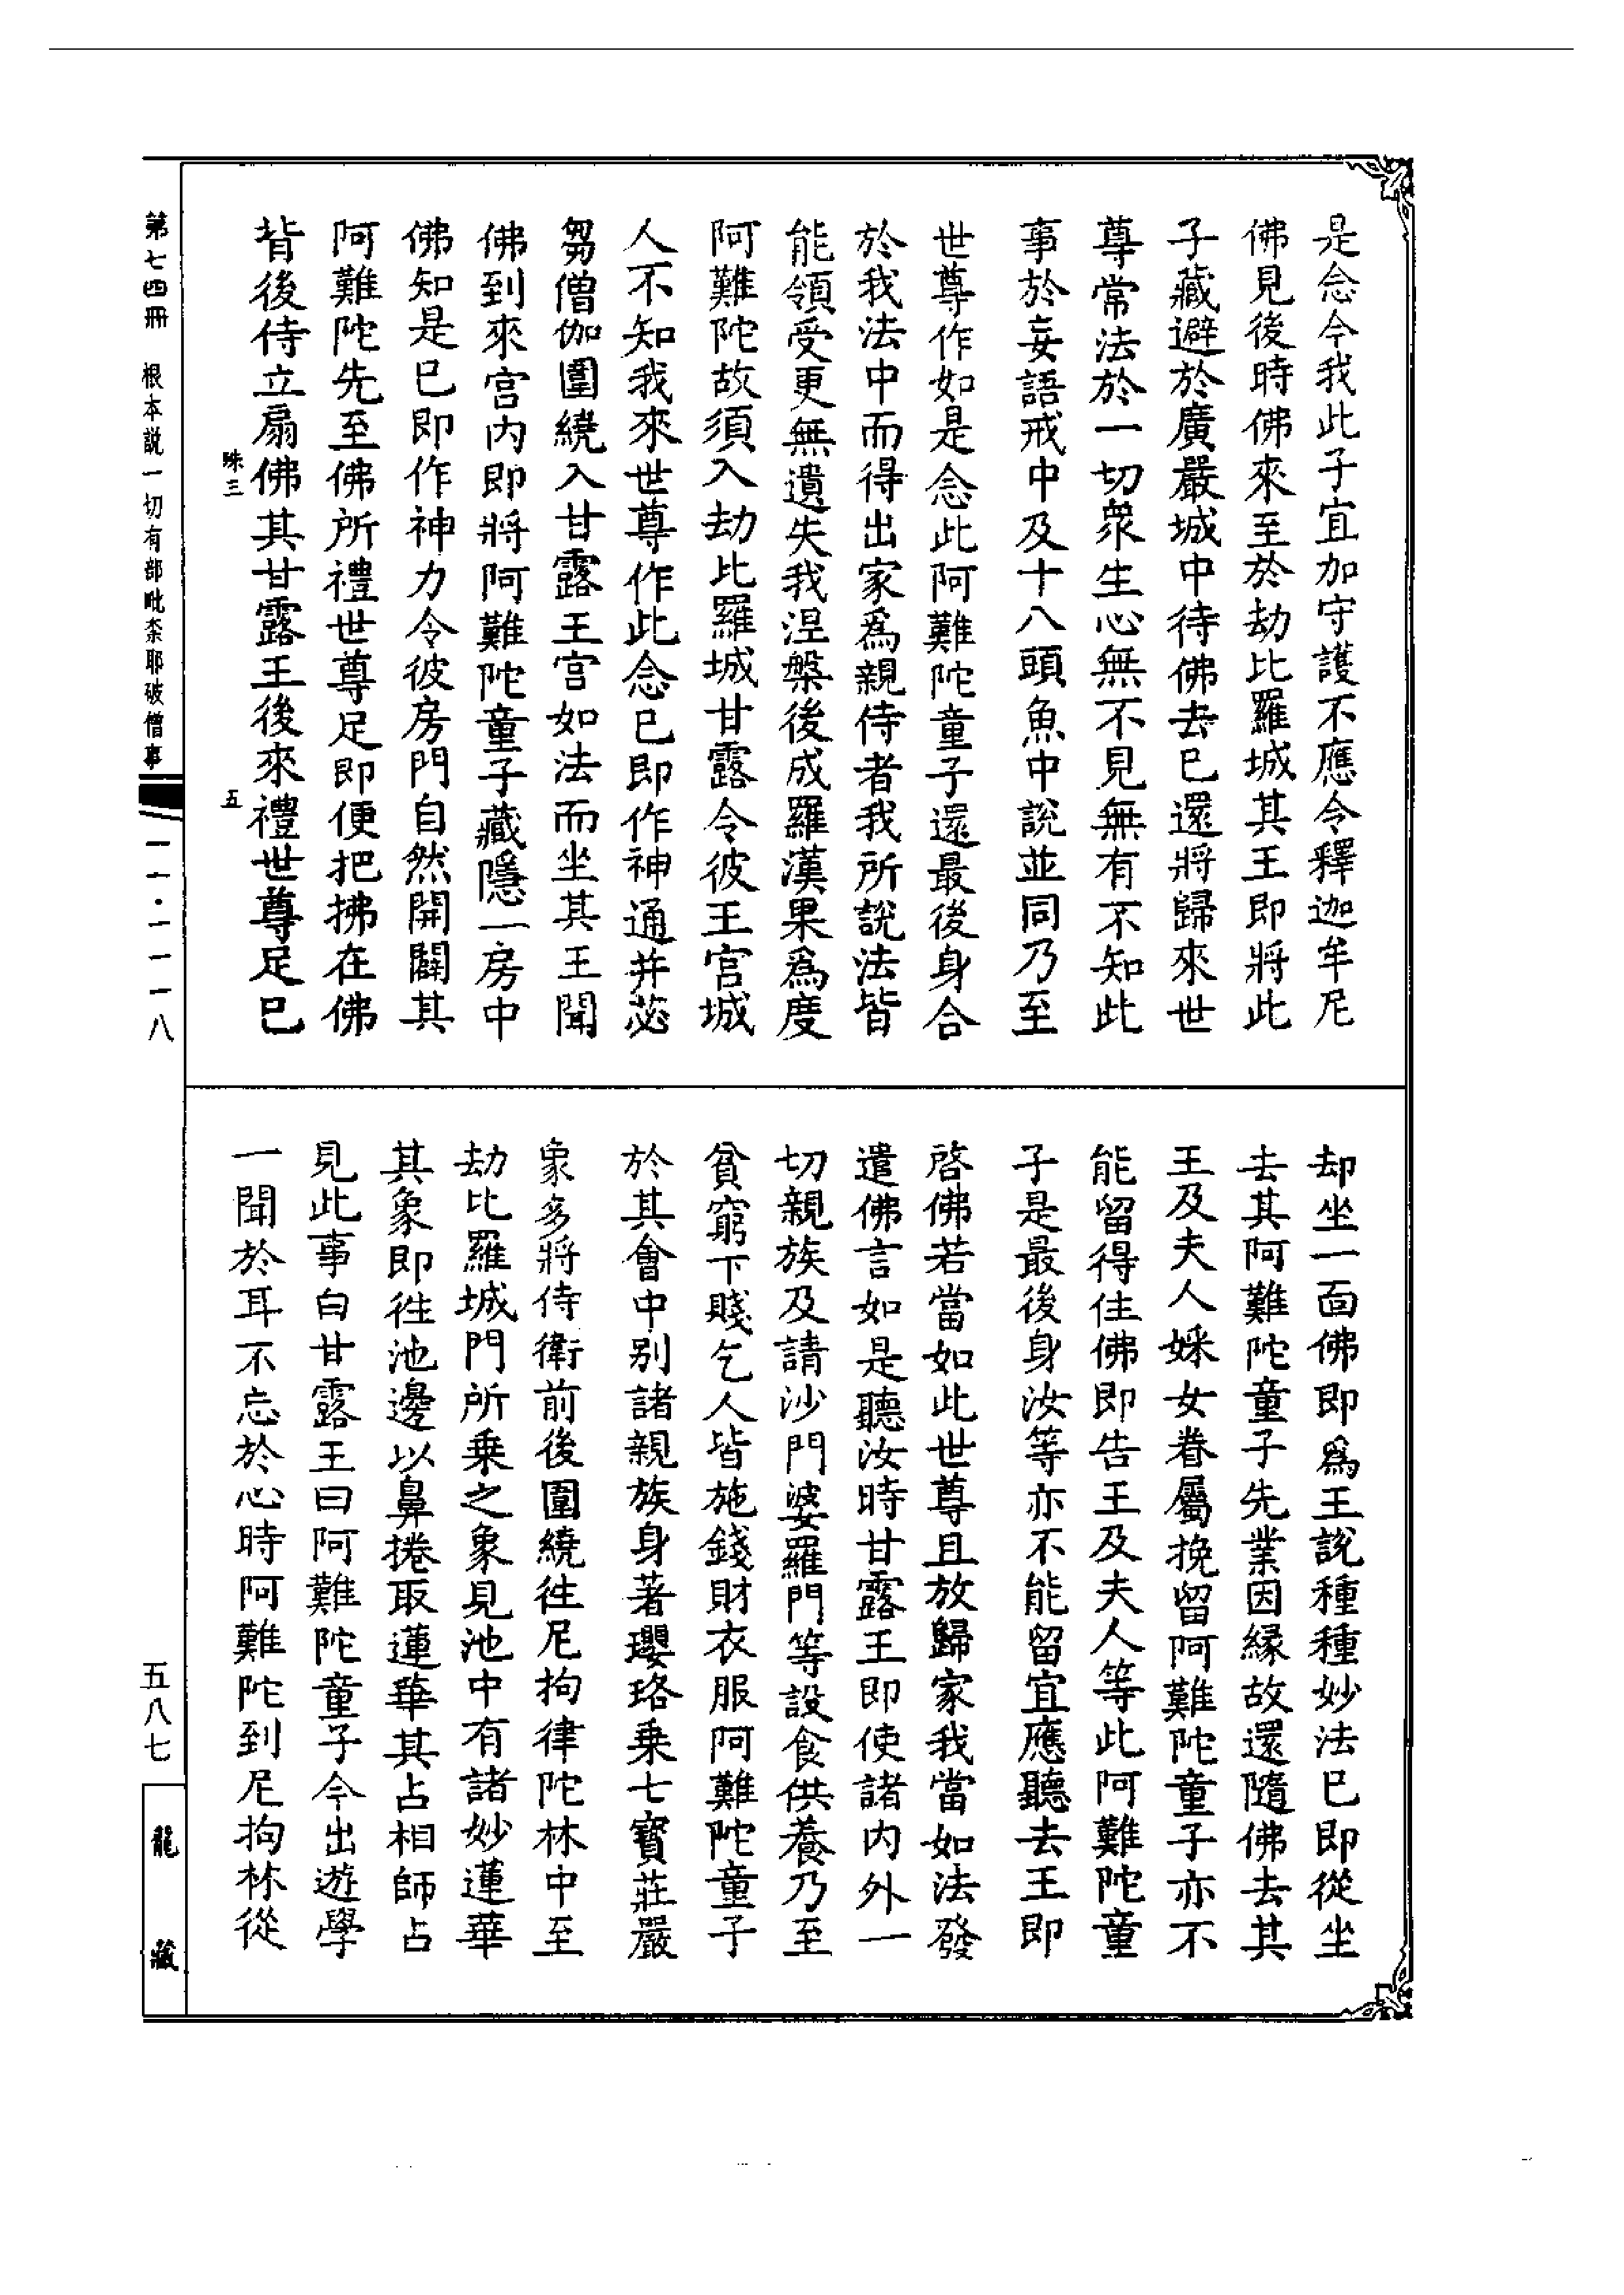 是念今我此子宜加守護不應令釋迦牟尼
佛見後時佛來至於劫比羅城其王即將此
子藏避於廣嚴城中待佛去已還將歸來世
尊常法於一切衆生心無不見無有不知此
事於妄語戒中及十八頭魚中說並同乃至
世尊作如是念此阿難陀童子還最後身合
於我法中而得出家爲親侍者我所說法皆
能領受更無遺失我涅槃後成羅漢果爲度
阿難陀故須入劫比羅城甘露令彼王宮城
人不知我來世尊作此念已即作神通并苾
芻僧伽圍繞入甘露王宮如法而坐其王聞
佛到來宮內即將阿難陀童子藏隱一房中
佛知是已即作神力令彼房門自然開闢其
阿難陀先至佛所禮世尊足即便把拂在佛
背後侍立扇佛其甘露王後來禮世尊足已
昧三
五
却坐一面佛即爲王說種種妙法已即從坐
去其阿難陀童子先業因緣故還隨佛去其
王及夫人婇女眷屬挽留阿難陀童子亦不
能留得住佛即告王及夫人等此阿難陀童
子是最後身汝等亦不能留宜應聽去王即
啓佛若當如此世尊且放歸家我當如法發
遣佛言如是聽汝時甘露王即使諸內外一
切親族及請沙門婆羅門等設食供養乃至
貧窮下賤乞人皆施錢財衣服阿難陀童子
於其會中別諸親族身著瓔珞乗七寶莊嚴
象多將侍衛前後圍繞徃尼拘律陀林中至
劫比羅城門所乗之象見池中有諸妙蓮華
其象即徃池邊以鼻捲取蓮華其占相師占
見此事白甘露王曰阿難陀童子今出遊學
一聞於耳不忘於心時阿難陀到尼拘林從
第七四冊　根本說一切有部毗柰耶破僧事
一一·一一一八
五八七
龍藏